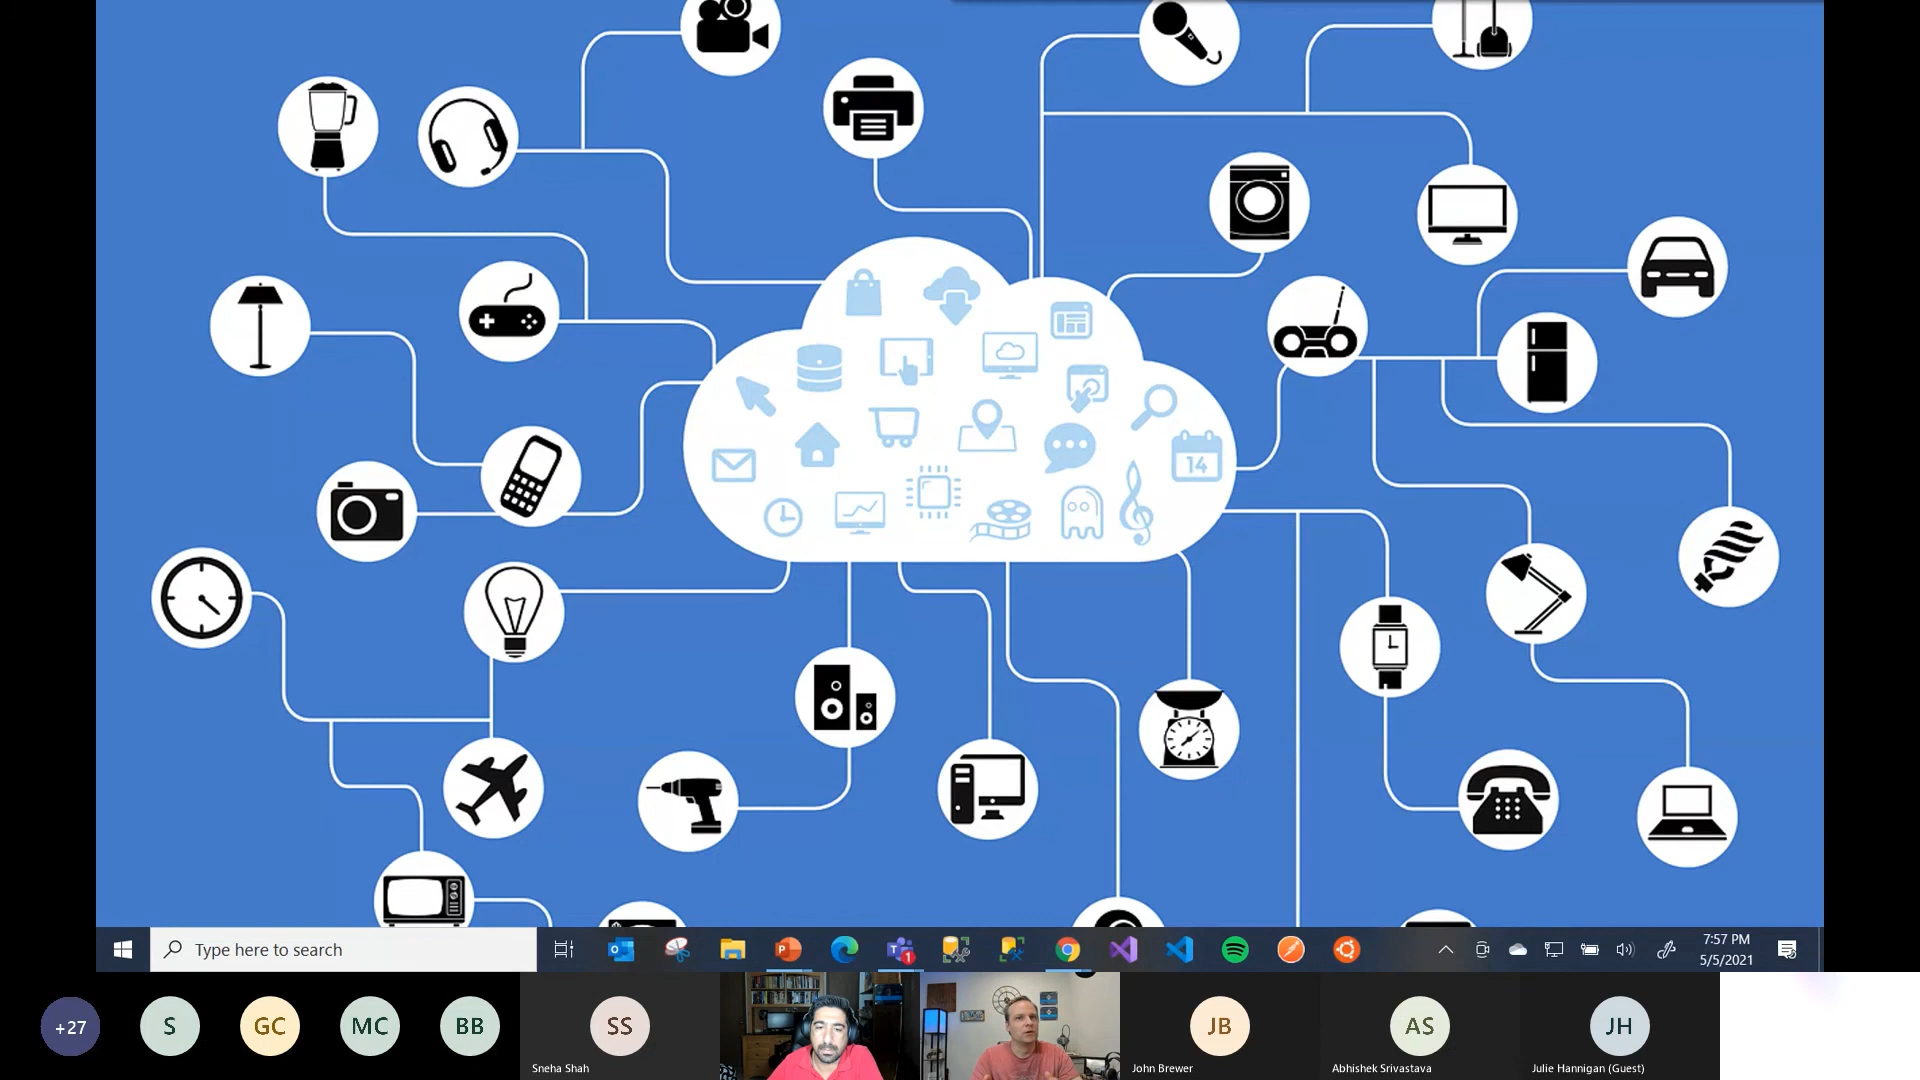 14
Type here to search
1
7:57 PM
5/5/2021
+27
S
GC
MC
BB
SS
JB
AS
JH
Sneha Shah
John Brewer
Abhishek Srivastava
Julie Hannigan (Guest)